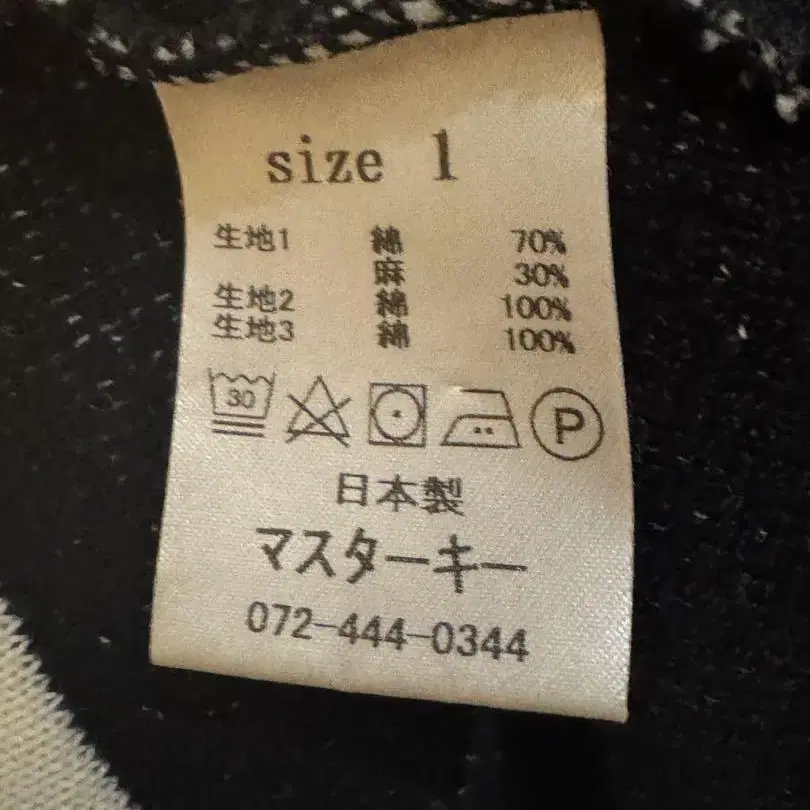 size 1
生地1 綿 70%
麻 30%
生地2 綿 100%
生地3 綿 100%
30 P
日本製
マスターキー
072-444-0344